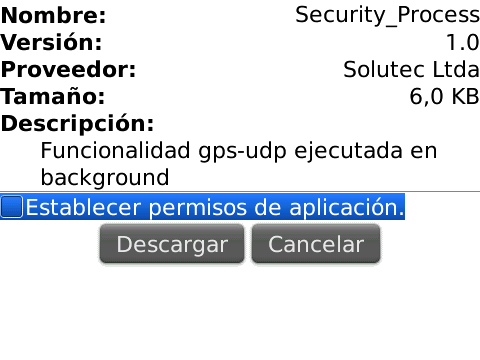 Nombre: Security_Process
Versión: 1.0
Proveedor: Solutec Ltda
Tamaño: 6,0 KB
Descripción:
Funcionalidad gps-udp ejecutada en
background
Establecer permisos de aplicación.
Descargar Cancelar